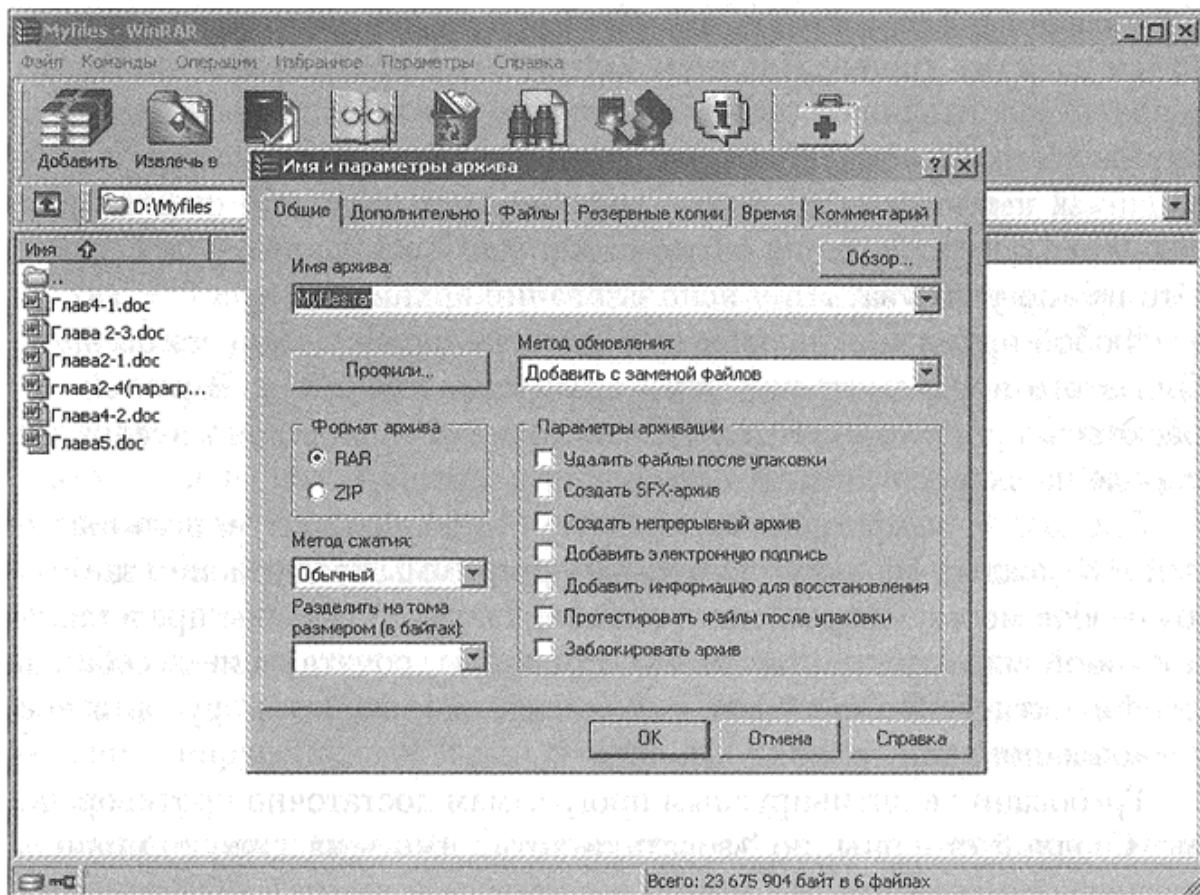 Myfiles - WinRAR
Файл Команды Операции Избранное Параметры Справка
Добавить Извлечь в
D:\Myfiles
Имя
..
Глав4-1.doc
Глава 2-3.doc
Глава2-1.doc
глава2-4(парагр...
Глава4-2.doc
Глава5.doc
Имя и параметры архива
Общие Дополнительно Файлы Резервные копии Время Комментарий
Имя архива:
Обзор...
Myfiles.rar
Метод обновления:
Профили...
Добавить с заменой файлов
Формат архива
RAR
ZIP
Метод сжатия:
Обычный
Разделить на тома
размером (в байтах):
Параметры архивации
Удалить файлы после упаковки
Создать SFX-архив
Создать непрерывный архив
Добавить электронную подпись
Добавить информацию для восстановления
Протестировать файлы после упаковки
Заблокировать архив
OK Отмена Справка
Всего: 23 675 904 байт в 6 файлах